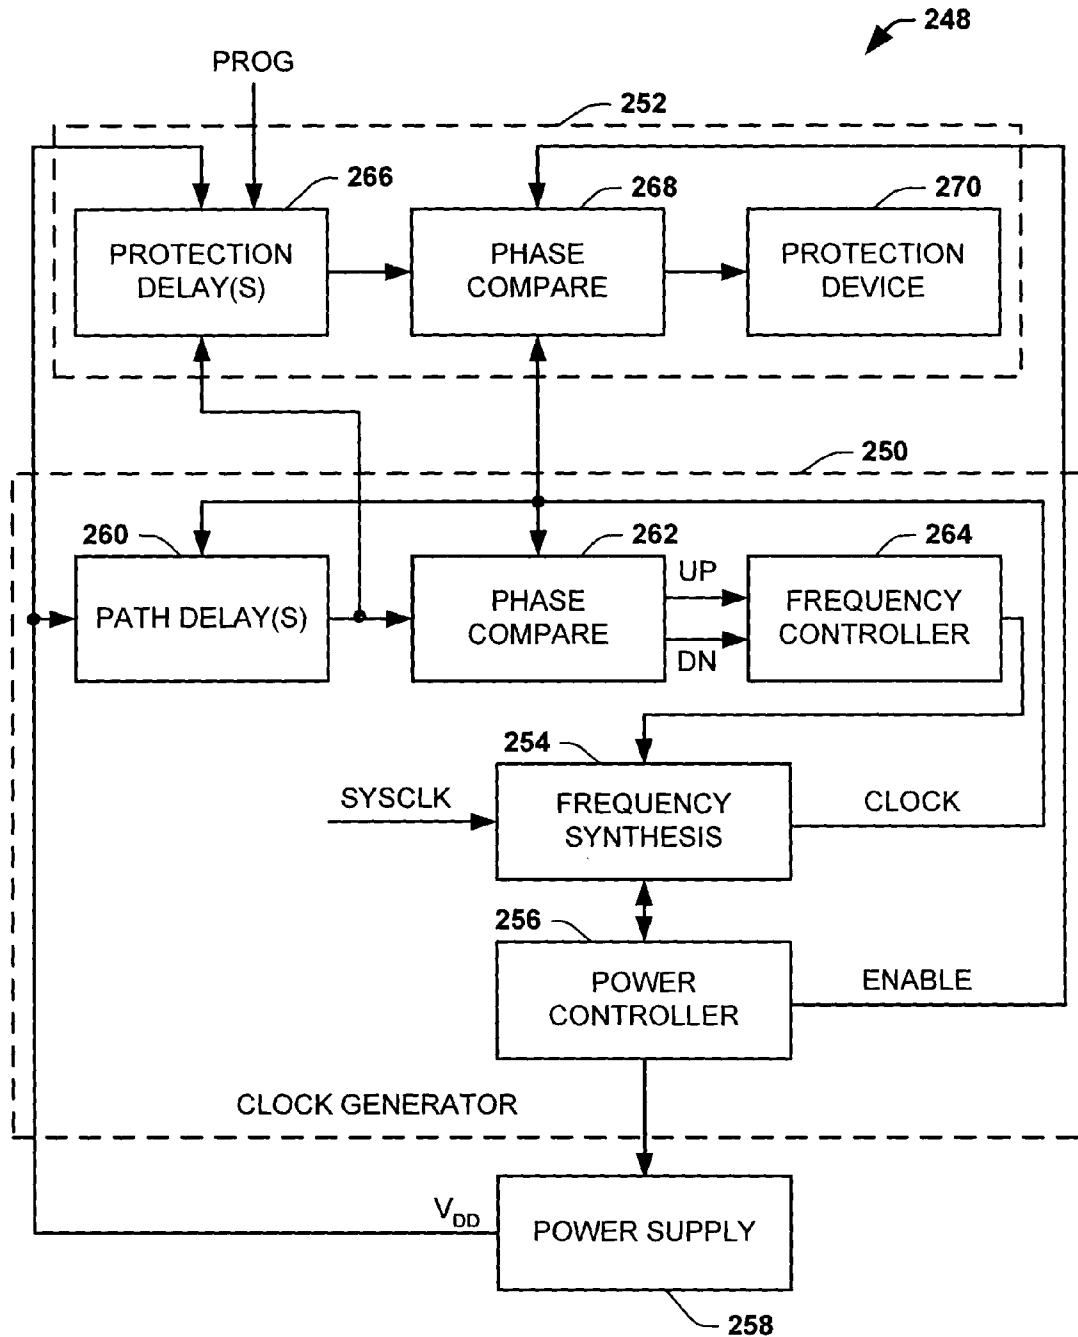 248
PROG
252
266
268
270
PROTECTION
DELAY(S)
PHASE
COMPARE
PROTECTION
DEVICE
250
260
262
264
PATH DELAY(S)
PHASE
COMPARE
UP
DN
FREQUENCY
CONTROLLER
254
SYSCLK
FREQUENCY
SYNTHESIS
CLOCK
256
POWER
CONTROLLER
ENABLE
CLOCK GENERATOR
VDD
POWER SUPPLY
258